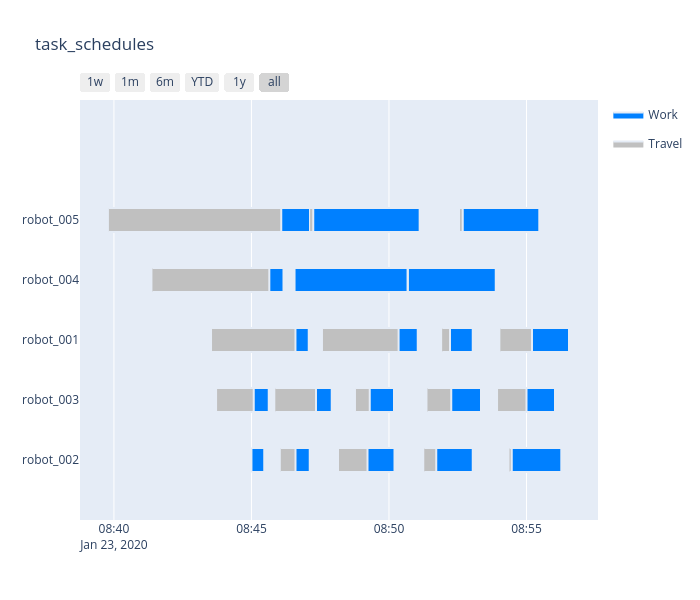 task_schedules
1w 1m 6m YTD 1y all
Work
Travel
robot_005
robot_004
robot_001
robot_003
robot_002
08:40 08:45 08:50 08:55
Jan 23, 2020